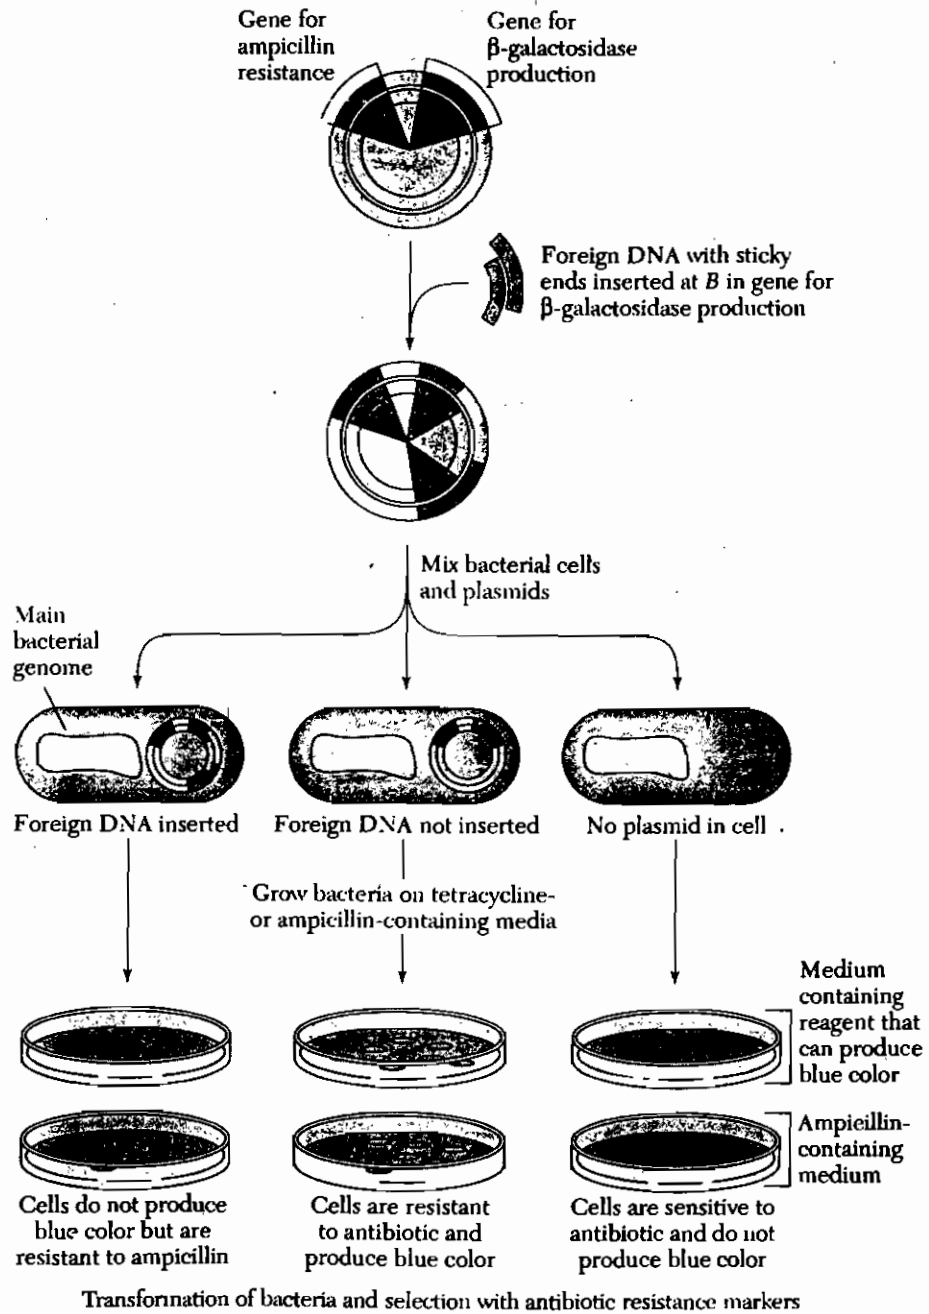 Gene for
ampicillin
resistance
Gene for
β-galactosidase
production
Foreign DNA with sticky
ends inserted at B in gene for
β-galactosidase production
Mix bacterial cells
and plasmids
Main
bacterial
genome
Foreign DNA inserted
Foreign DNA not inserted
No plasmid in cell
Grow bacteria on tetracycline-
or ampicillin-containing media
Medium
containing
reagent that
can produce
blue color
Ampicillin-
containing
medium
Cells do not produce
blue color but are
resistant to ampicillin
Cells are resistant
to antibiotic and
produce blue color
Cells are sensitive to
antibiotic and do not
produce blue color
Transformation of bacteria and selection with antibiotic resistance markers